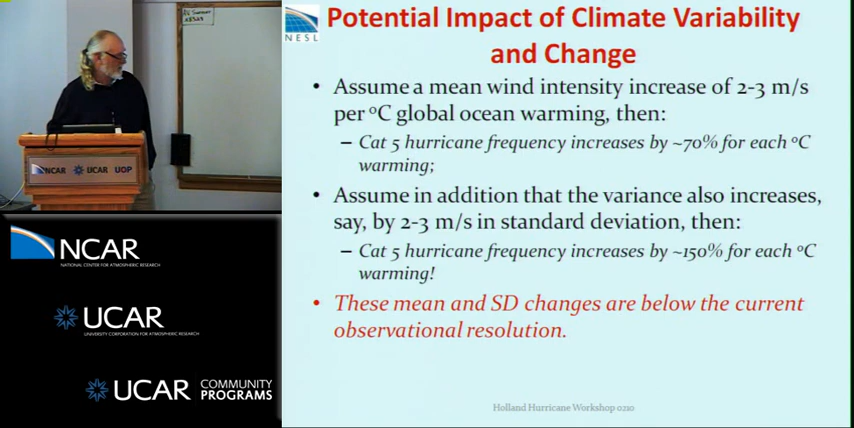 NESL
Potential Impact of Climate Variability
and Change
• Assume a mean wind intensity increase of 2-3 m/s
per °C global ocean warming, then:
– Cat 5 hurricane frequency increases by ~70% for each °C
warming;
• Assume in addition that the variance also increases,
say, by 2-3 m/s in standard deviation, then:
– Cat 5 hurricane frequency increases by ~150% for each °C
warming!
• These mean and SD changes are below the current
observational resolution.
Holland Hurricane Workshop 0210
NCAR UCAR UOP
NCAR
NATIONAL CENTER FOR ATMOSPHERIC RESEARCH
UCAR
UNIVERSITY CORPORATION FOR ATMOSPHERIC RESEARCH
UCAR COMMUNITY
PROGRAMS